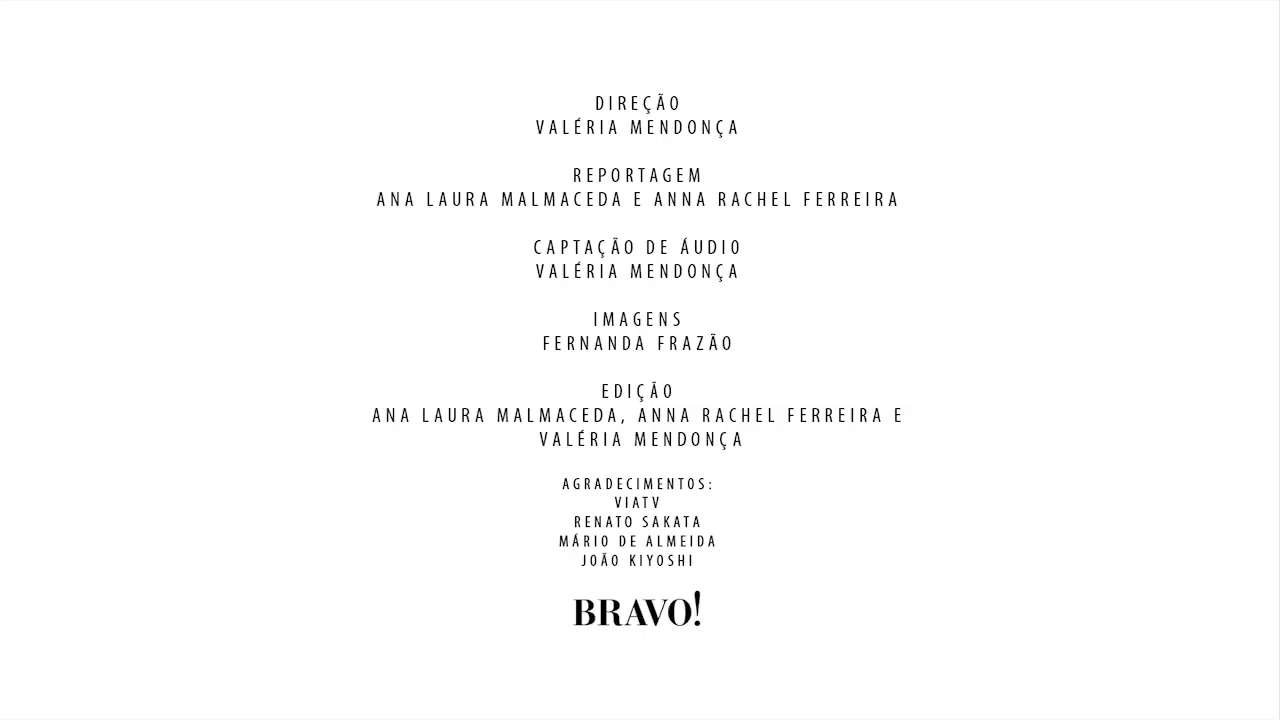 DIREÇÃO
VALÉRIA MENDONÇA
REPORTAGEM
ANA LAURA MALMACEDA E ANNA RACHEL FERREIRA
CAPTAÇÃO DE ÁUDIO
VALÉRIA MENDONÇA
IMAGENS
FERNANDA FRAZÃO
EDIÇÃO
ANA LAURA MALMACEDA, ANNA RACHEL FERREIRA E
VALÉRIA MENDONÇA
AGRADECIMENTOS:
VIATV
RENATO SAKATA
MÁRIO DE ALMEIDA
JOÃO KIYOSHI
BRAVO!